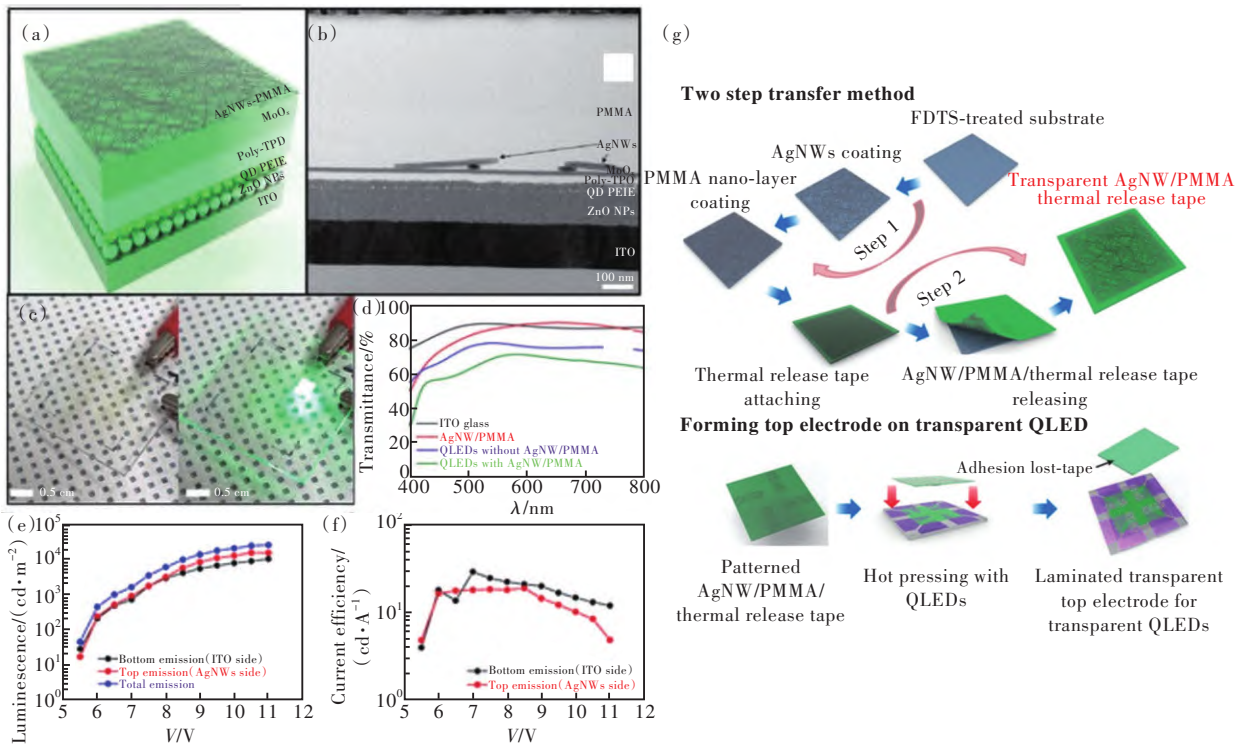 (a)
AgNWs-PMMA
MoOx
Poly-TPD
QD PEIE
ZnO NPs
ITO
(b)
PMMA
AgNWs
MoOx
Poly-TPO
QD PEIE
ZnO NPs
ITO
100 nm
(c)
0.5 cm
0.5 cm
(d)
Transmittance/%
100
80
60
40
20
0
ITO glass
AgNW/PMMA
QLEDs without AgNW/PMMA
QLEDs with AgNW/PMMA
400
500
600
700
800
λ/nm
(e)
Luminescence/(cd·m⁻²)
10⁵
10⁴
10³
10²
10¹
10⁰
Bottom emission(ITO side)
Top emission(AgNWs side)
Total emission
5 6 7 8 9 10 11 12
V/V
(f)
Current efficiency/
(cd·A⁻¹)
10²
10¹
10⁰
Bottom emission(ITO side)
Top emission(AgNWs side)
5 6 7 8 9 10 11 12
V/V
(g)
Two step transfer method
FDTS-treated substrate
AgNWs coating
PMMA nano-layer
coating
Transparent AgNW/PMMA
thermal release tape
Step 1
Step 2
Thermal release tape
attaching
AgNW/PMMA/thermal release tape
releasing
Forming top electrode on transparent QLED
Adhesion lost-tape
Patterned
AgNW/PMMA/
thermal release tape
Hot pressing with
QLEDs
Laminated transparent
top electrode for
transparent QLEDs